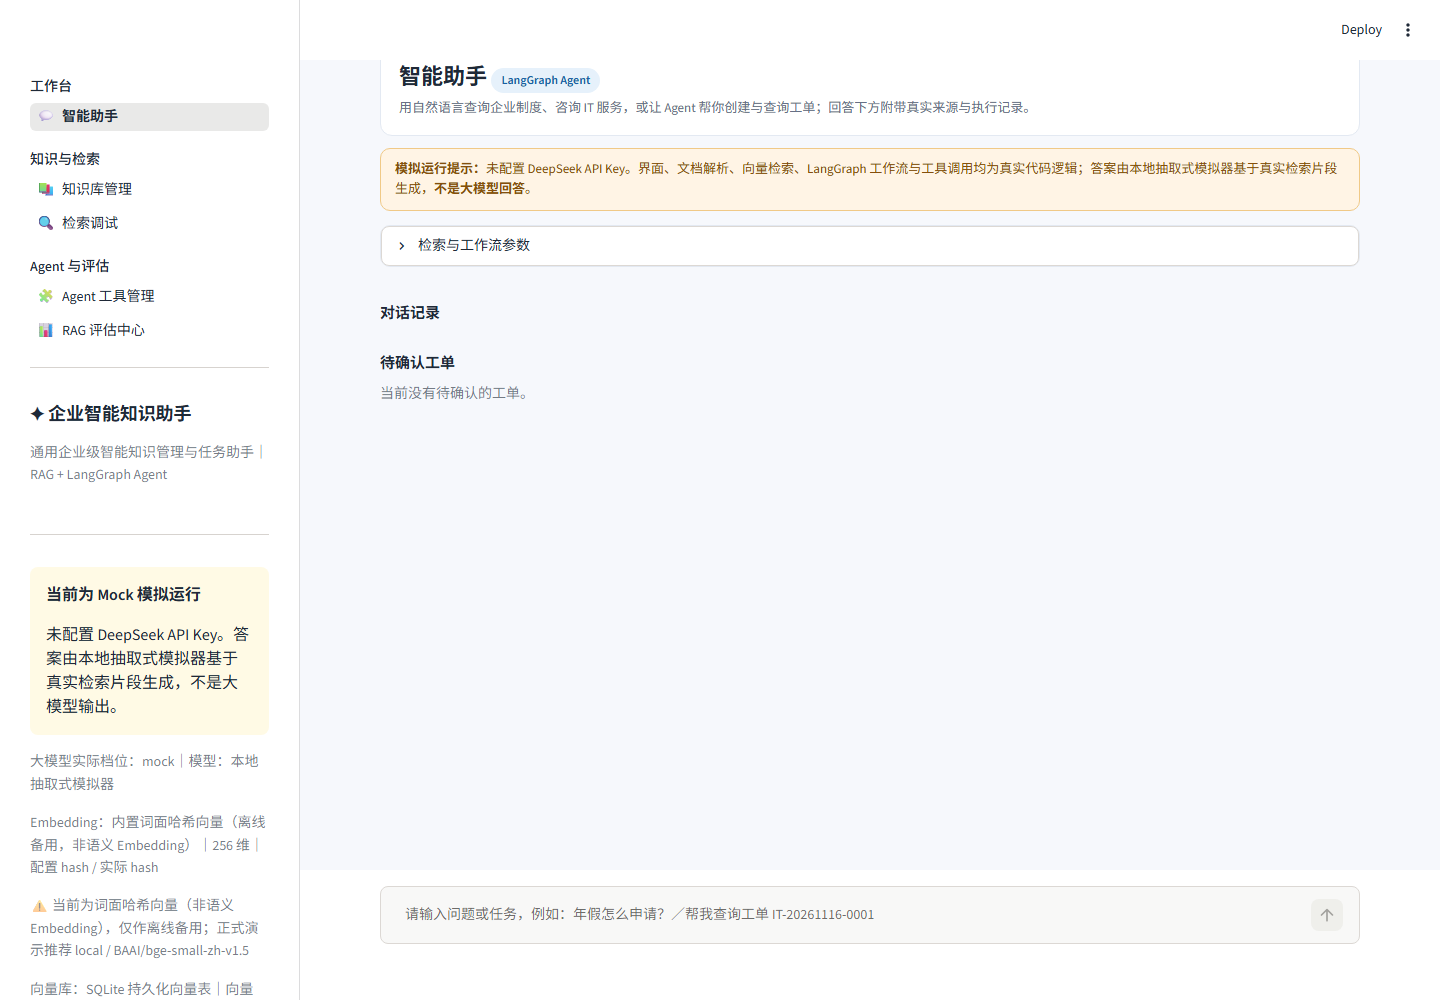 Deploy
工作台
智能助手
知识与检索
知识库管理
检索调试
Agent 与评估
Agent 工具管理
RAG 评估中心
✦ 企业智能知识助手
通用企业级智能知识管理与任务助手｜
RAG + LangGraph Agent
当前为 Mock 模拟运行
未配置 DeepSeek API Key。答
案由本地抽取式模拟器基于
真实检索片段生成，不是大
模型输出。
大模型实际档位：mock｜模型：本地
抽取式模拟器
Embedding：内置词面哈希向量（离线
备用，非语义 Embedding）｜256 维｜
配置 hash / 实际 hash
⚠️ 当前为词面哈希向量（非语义
Embedding），仅作离线备用；正式演
示推荐 local / BAAI/bge-small-zh-v1.5
向量库：SQLite 持久化向量表｜向量
智能助手 LangGraph Agent
用自然语言查询企业制度、咨询 IT 服务，或让 Agent 帮你创建与查询工单；回答下方附带真实来源与执行记录。
模拟运行提示：未配置 DeepSeek API Key。界面、文档解析、向量检索、LangGraph 工作流与工具调用均为真实代码逻辑；答案由本地抽取式模拟器基于真实检索片段
生成，不是大模型回答。
检索与工作流参数
对话记录
待确认工单
当前没有待确认的工单。
请输入问题或任务，例如：年假怎么申请？／帮我查询工单 IT-20261116-0001